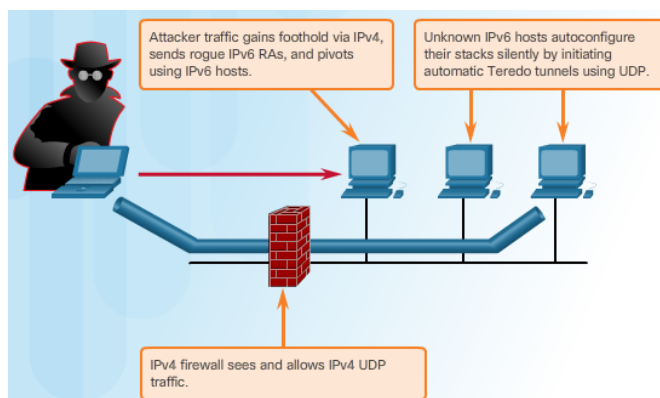 Attacker traffic gains foothold via IPv4,
sends rogue IPv6 RAs, and pivots
using IPv6 hosts.
Unknown IPv6 hosts autoconfigure
their stacks silently by initiating
automatic Teredo tunnels using UDP.
IPv4 firewall sees and allows IPv4 UDP
traffic.